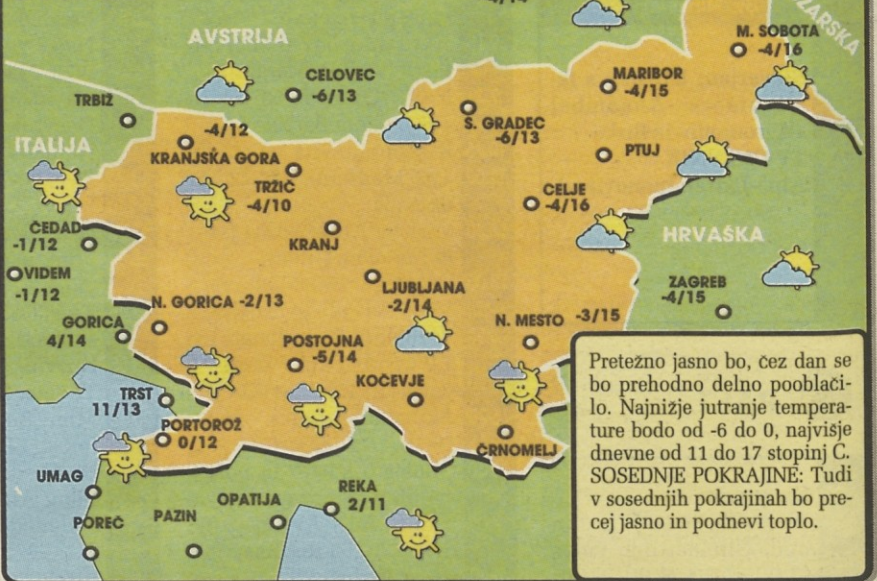 -4/14
AVSTRIJA
M. SOBOTA
-4/16
CELOVEC
-6/13
MARIBOR
-4/15
TRBIŽ
-4/12
KRANJSKA GORA
S. GRADEC
-6/13
ITALIJA
PTUJ
TRŽIČ
-4/10
CELJE
-4/16
ČEDAD
-1/12
KRANJ
HRVAŠKA
VIDEM
-1/12
LJUBLJANA
-2/14
ZAGREB
-4/15
N. GORICA -2/13
GORICA
4/14
N. MESTO -3/15
POSTOJNA
-5/14
KOČEVJE
TRST
11/13
PORTOROŽ
0/12
ČRNOMELJ
UMAG
OPATIJA
REKA
2/11
POREČ
PAZIN
Pretežno jasno bo, čez dan se
bo prehodno delno pooblači-
lo. Najnižje jutranje tempera-
ture bodo od -6 do 0, najvišje
dnevne od 11 do 17 stopinj C.
SOSEDNJE POKRAJINE: Tudi
v sosednjih pokrajinah bo pre-
cej jasno in podnevi toplo.